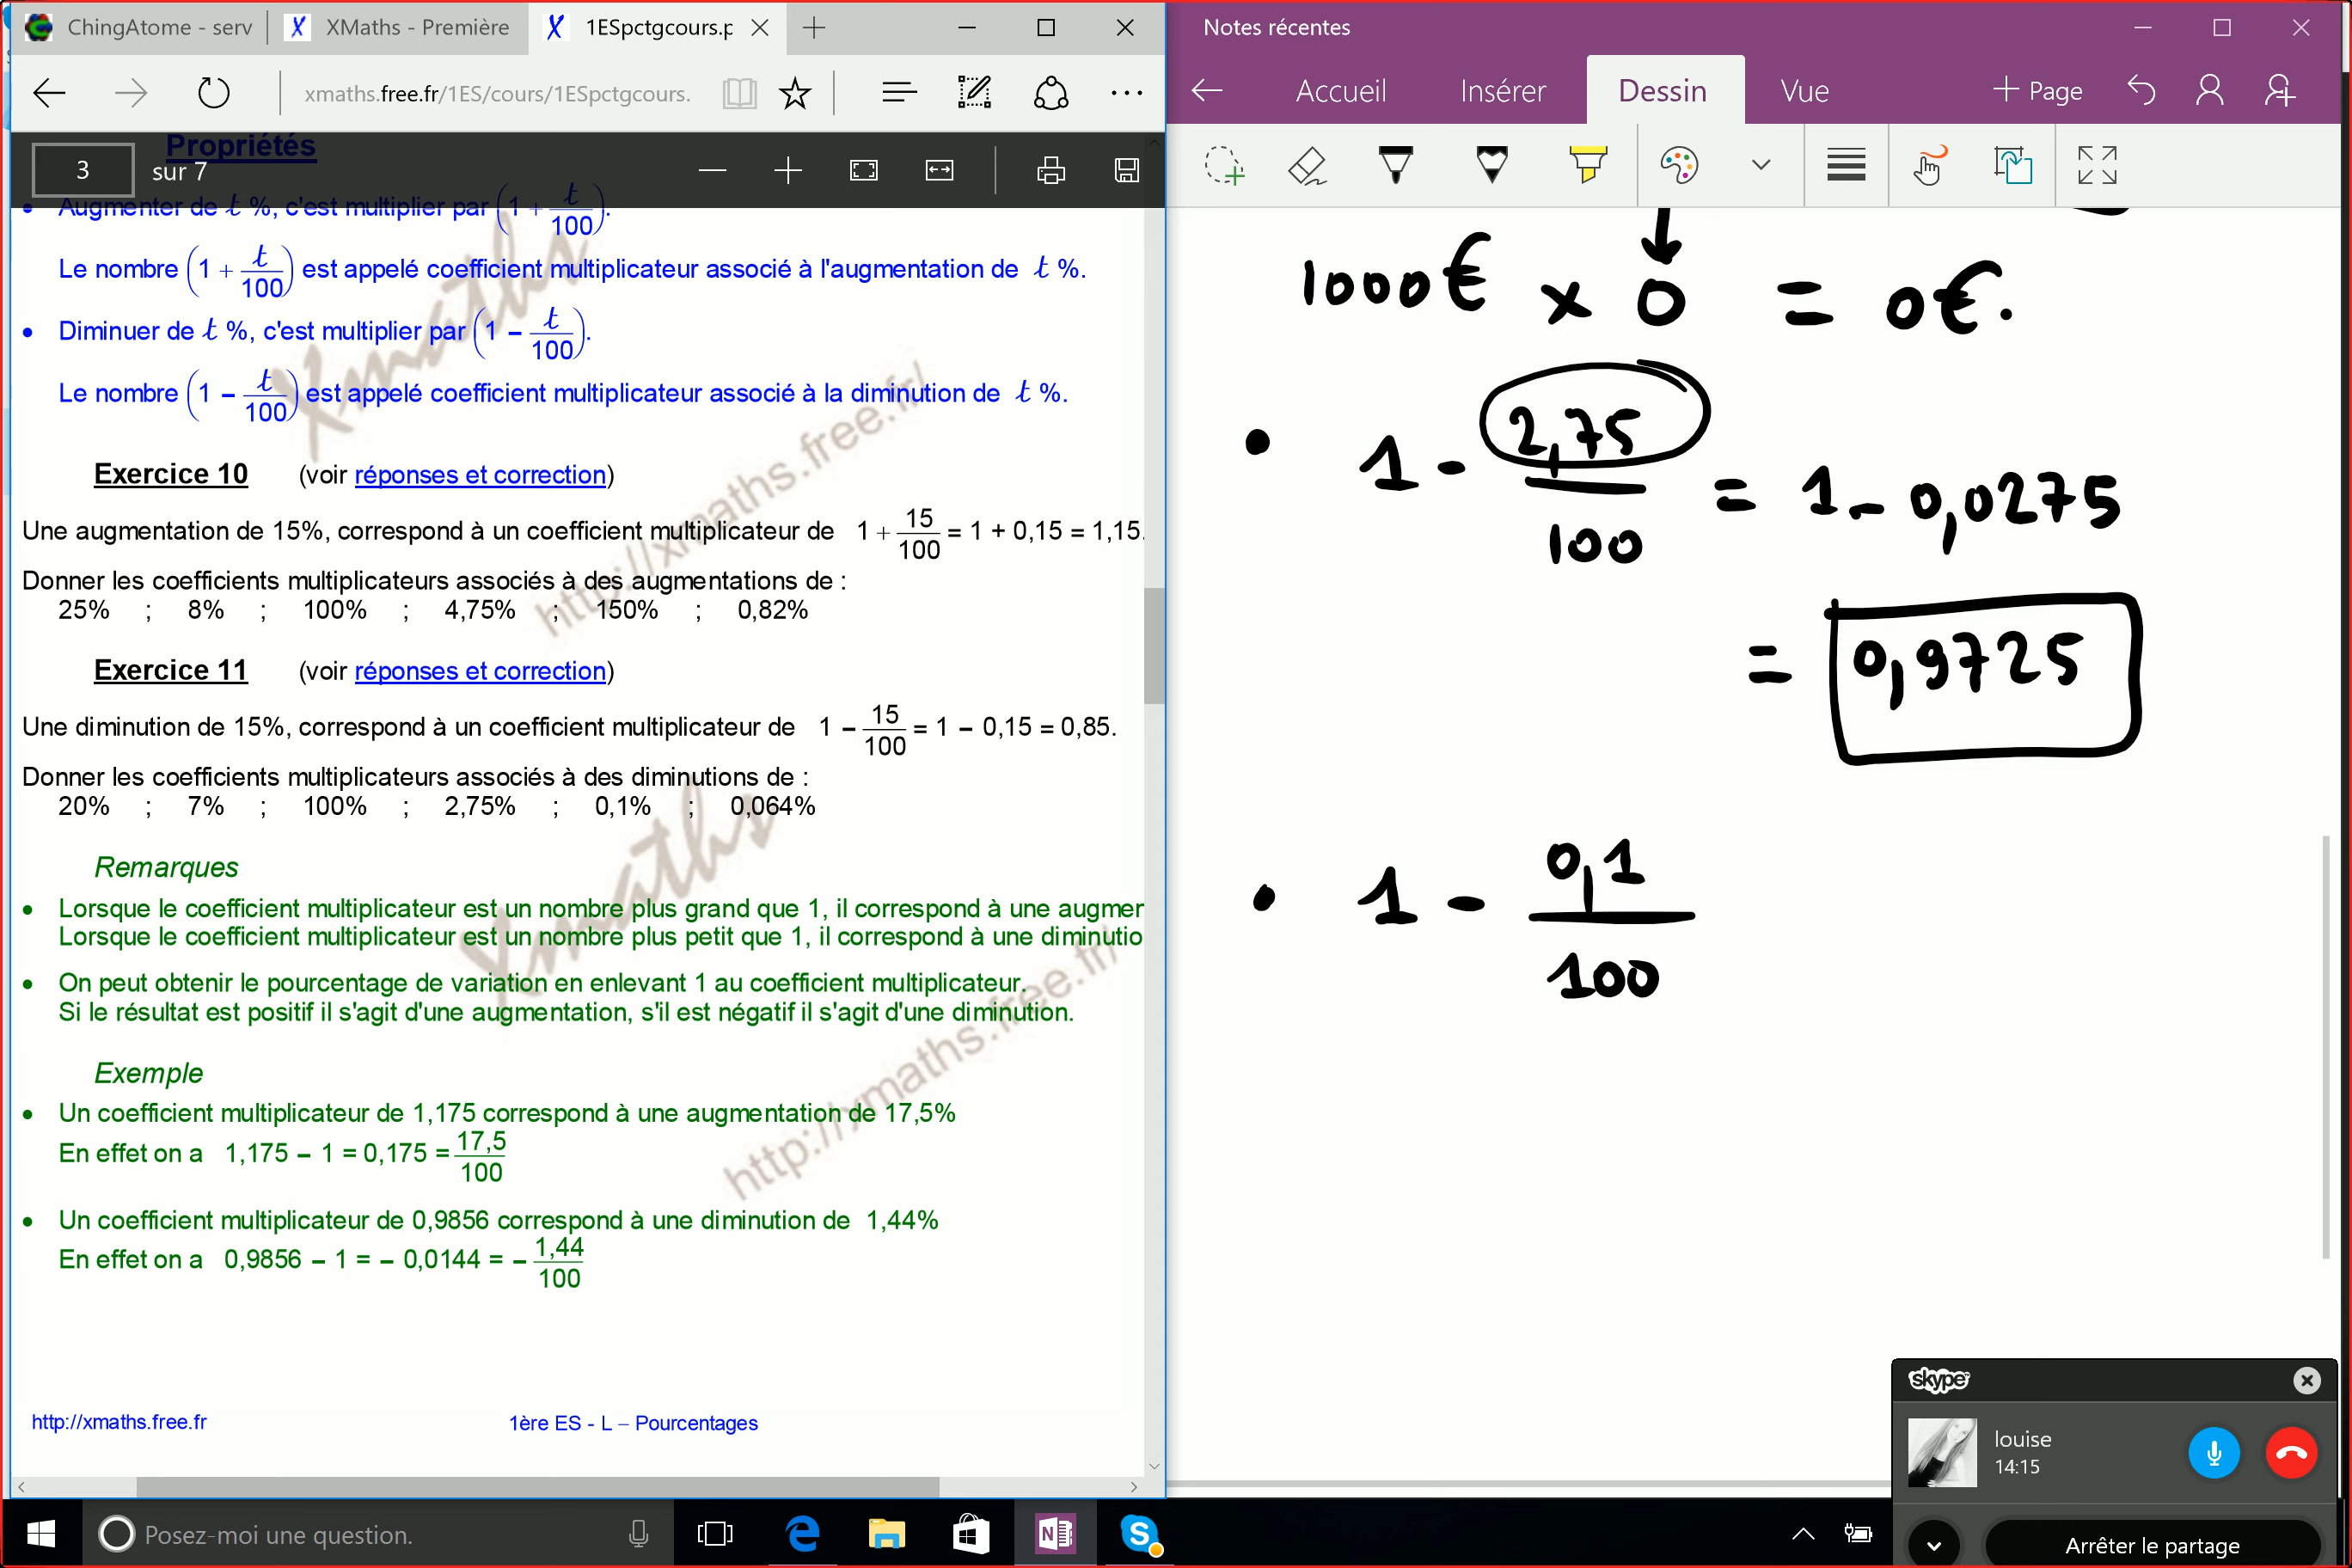 ChingAtome - serv
XMaths - Première
1ESpctgcours.p
xmaths.free.fr/1ES/cours/1ESpctgcours.
Propriétés
3 sur 7
• Augmenter de t %, c'est multiplier par (1 + t/100).
Le nombre (1 + t/100) est appelé coefficient multiplicateur associé à l'augmentation de t %.
• Diminuer de t %, c'est multiplier par (1 − t/100).
Le nombre (1 − t/100) est appelé coefficient multiplicateur associé à la diminution de t %.
Exercice 10 (voir réponses et correction)
Une augmentation de 15%, correspond à un coefficient multiplicateur de 1 + 15/100 = 1 + 0,15 = 1,15.
Donner les coefficients multiplicateurs associés à des augmentations de :
25% ; 8% ; 100% ; 4,75% ; 150% ; 0,82%
Exercice 11 (voir réponses et correction)
Une diminution de 15%, correspond à un coefficient multiplicateur de 1 − 15/100 = 1 − 0,15 = 0,85.
Donner les coefficients multiplicateurs associés à des diminutions de :
20% ; 7% ; 100% ; 2,75% ; 0,1% ; 0,064%
Remarques
• Lorsque le coefficient multiplicateur est un nombre plus grand que 1, il correspond à une augmen
Lorsque le coefficient multiplicateur est un nombre plus petit que 1, il correspond à une diminutio
• On peut obtenir le pourcentage de variation en enlevant 1 au coefficient multiplicateur.
Si le résultat est positif il s'agit d'une augmentation, s'il est négatif il s'agit d'une diminution.
Exemple
• Un coefficient multiplicateur de 1,175 correspond à une augmentation de 17,5%
En effet on a 1,175 − 1 = 0,175 = 17,5/100
• Un coefficient multiplicateur de 0,9856 correspond à une diminution de 1,44%
En effet on a 0,9856 − 1 = − 0,0144 = − 1,44/100
http://xmaths.free.fr
1ère ES - L – Pourcentages
Xmaths
http://xmaths.free.fr/
Xmaths
http://xmaths.free.fr/
Notes récentes
Accueil Insérer Dessin Vue + Page
1000€ x 0 = 0€.
• 1 - 2,75/100 = 1 - 0,0275
= 0,9725
• 1 - 0,1/100
skype
louise
14:15
Arrêter le partage
Posez-moi une question.